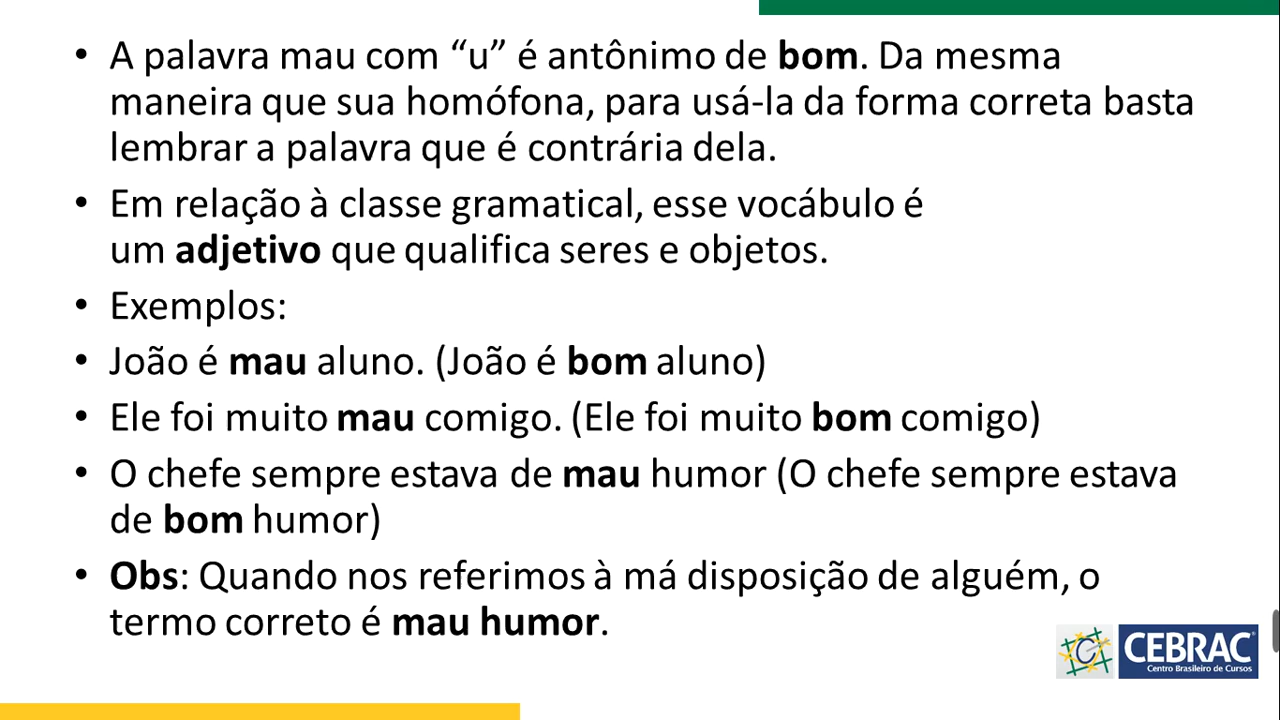 • A palavra mau com “u” é antônimo de bom. Da mesma
maneira que sua homófona, para usá-la da forma correta basta
lembrar a palavra que é contrária dela.
• Em relação à classe gramatical, esse vocábulo é
um adjetivo que qualifica seres e objetos.
• Exemplos:
• João é mau aluno. (João é bom aluno)
• Ele foi muito mau comigo. (Ele foi muito bom comigo)
• O chefe sempre estava de mau humor (O chefe sempre estava
de bom humor)
• Obs: Quando nos referimos à má disposição de alguém, o
termo correto é mau humor.
CEBRAC
Centro Brasileiro de Cursos